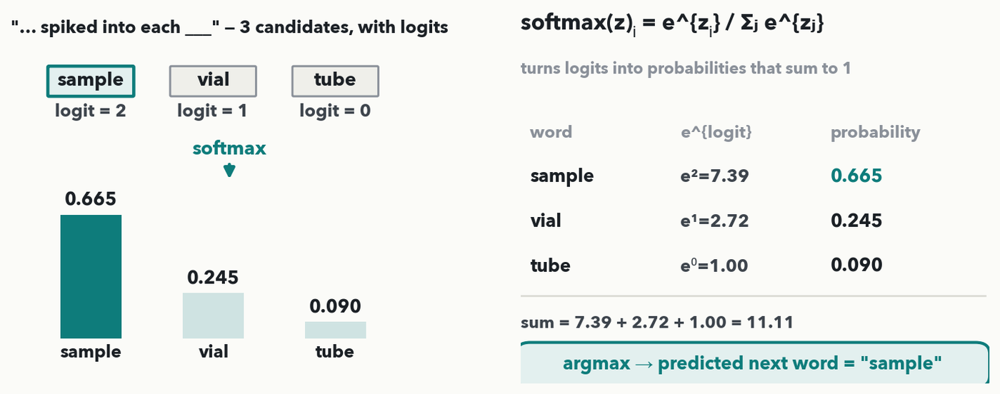 "... spiked into each ___" – 3 candidates, with logits
sample vial tube
logit = 2 logit = 1 logit = 0
softmax
0.665
0.245
0.090
sample vial tube
softmax(z)ᵢ = e^{zᵢ} / Σⱼ e^{zⱼ}
turns logits into probabilities that sum to 1
word e^{logit} probability
sample e²=7.39 0.665
vial e¹=2.72 0.245
tube e⁰=1.00 0.090
sum = 7.39 + 2.72 + 1.00 = 11.11
argmax → predicted next word = "sample"